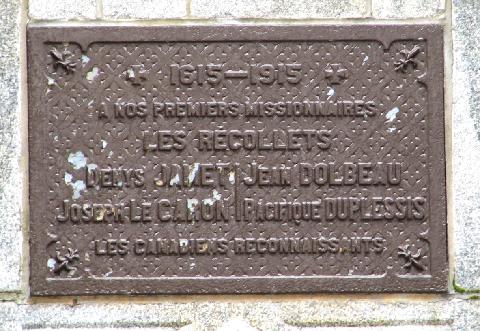 1615—1915
A NOS PREMIERS MISSIONNAIRES
LES RÉCOLLETS
DENYS JAMET JEAN DOLBEAU
JOSEPH LE CARON PACIFIQUE DUPLESSIS
LES CANADIENS RECONNAISSANTS